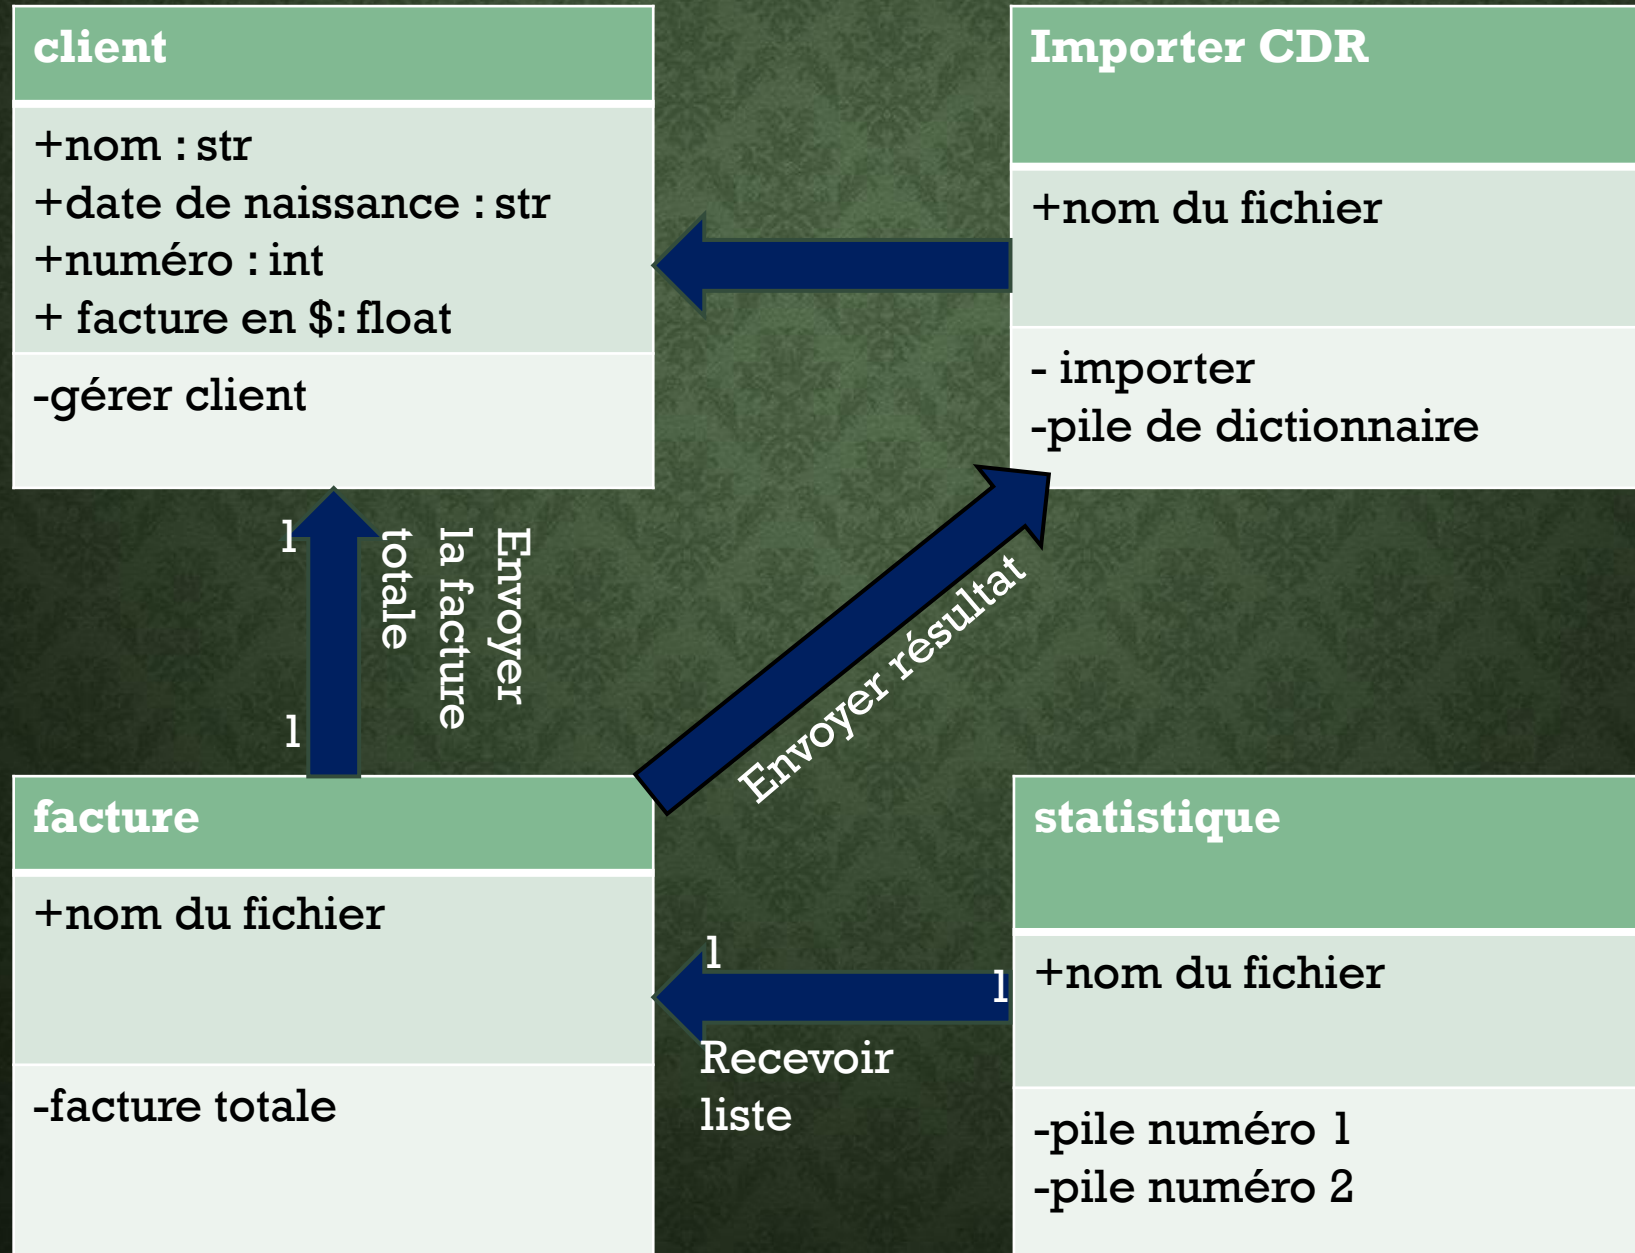 client
+nom : str
+date de naissance : str
+numéro : int
+ facture en $: float
-gérer client
Importer CDR
+nom du fichier
- importer
-pile de dictionnaire
1
Envoyer
la facture
totale
1
Envoyer résultat
facture
+nom du fichier
-facture totale
1
1
Recevoir
liste
statistique
+nom du fichier
-pile numéro 1
-pile numéro 2